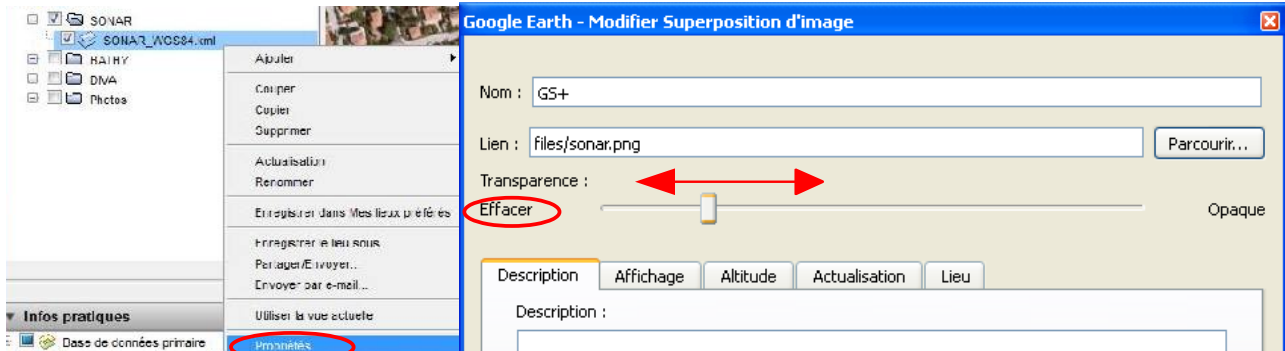 SONAR
SONAR_WGS84.kml
BATHY
DIVA
Photos
Infos pratiques
Base de données primaire
Ajouter
Couper
Copier
Supprimer
Actualisation
Renommer
Enregistrer dans Mes lieux préférés
Enregistrer le lieu sous
Partager/Envoyer...
Envoyer par e-mail...
Utiliser la vue actuelle
Propriétés
Google Earth - Modifier Superposition d'image
Nom : GS+
Lien : files/sonar.png Parcourir...
Transparence :
Effacer Opaque
Description Affichage Altitude Actualisation Lieu
Description :